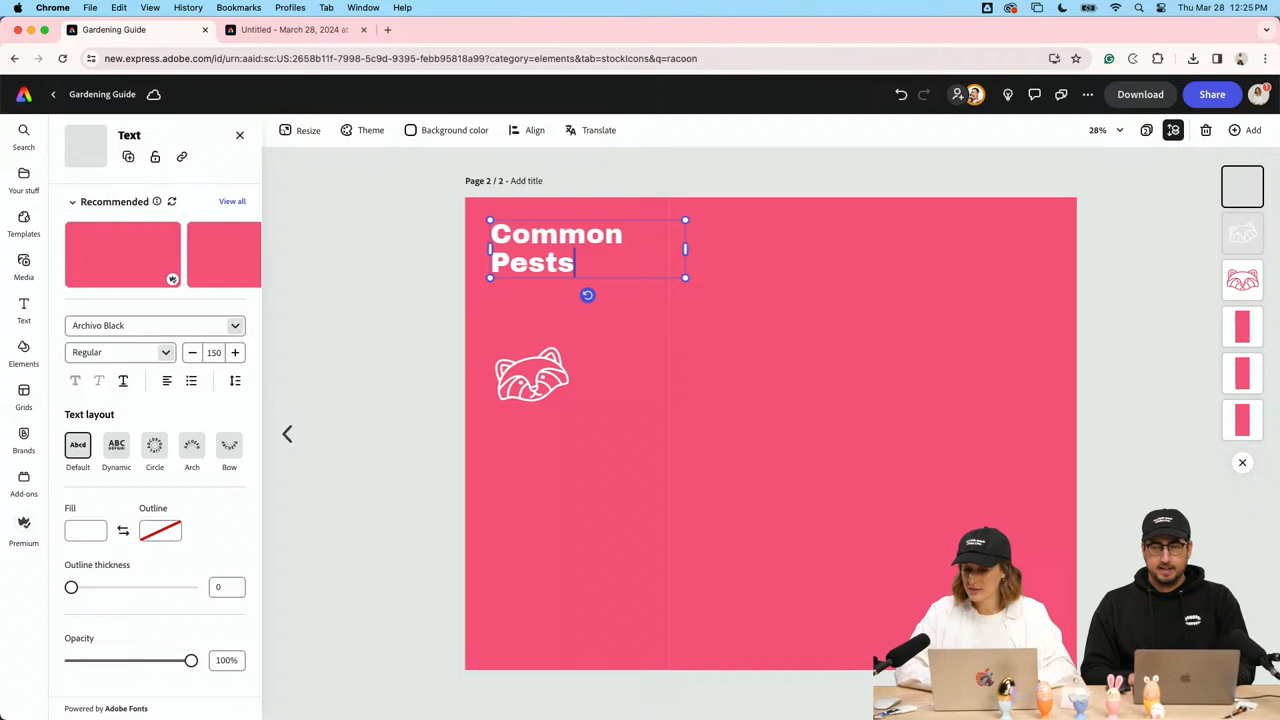 Chrome File Edit View History Bookmarks Profiles Tab Window Help
Thu Mar 28 12:25 PM
Gardening Guide
Untitled - March 28, 2024 at
new.express.adobe.com/id/urn:aaid:sc:US:2658b11f-7998-5c9d-9395-febb95818a99?category=elements&tab=stockIcons&q=racoon
Gardening Guide
Download
Share
1
Search
Your stuff
Templates
Media
Text
Elements
Grids
Brands
Add-ons
Premium
Text
Recommended
View all
Archivo Black
Regular
150
Text layout
Abcd
ABC
Default
Dynamic
Circle
Arch
Bow
Fill
Outline
Outline thickness
0
Opacity
100%
Powered by Adobe Fonts
Resize
Theme
Background color
Align
Translate
28%
2
Add
Page 2 / 2 - Add title
Common
Pests